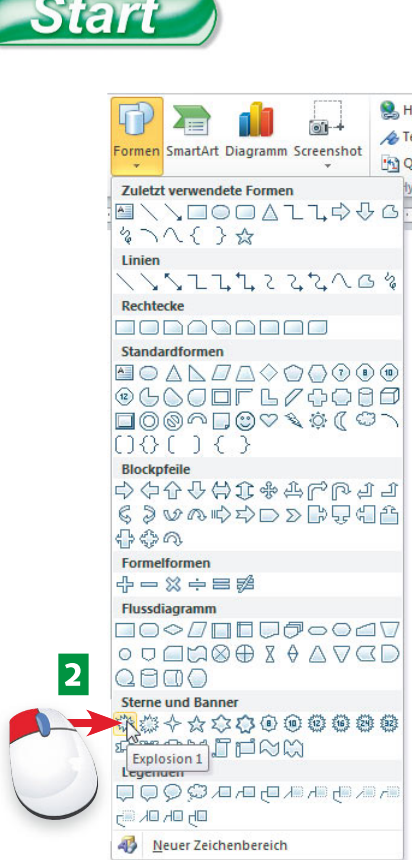 Start
Formen SmartArt Diagramm Screenshot
Zuletzt verwendete Formen
Linien
Rechtecke
Standardformen
Blockpfeile
Formelformen
Flussdiagramm
2
Sterne und Banner
Explosion 1
Legenden
Neuer Zeichenbereich